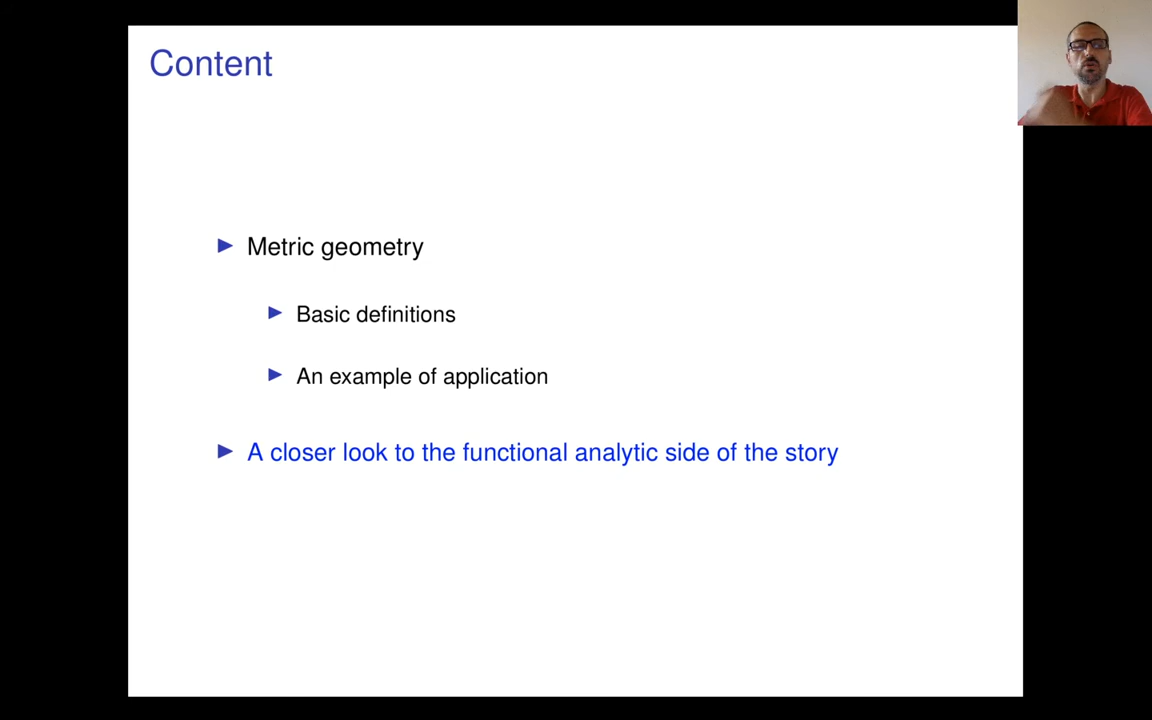 Content
Metric geometry
Basic definitions
An example of application
A closer look to the functional analytic side of the story